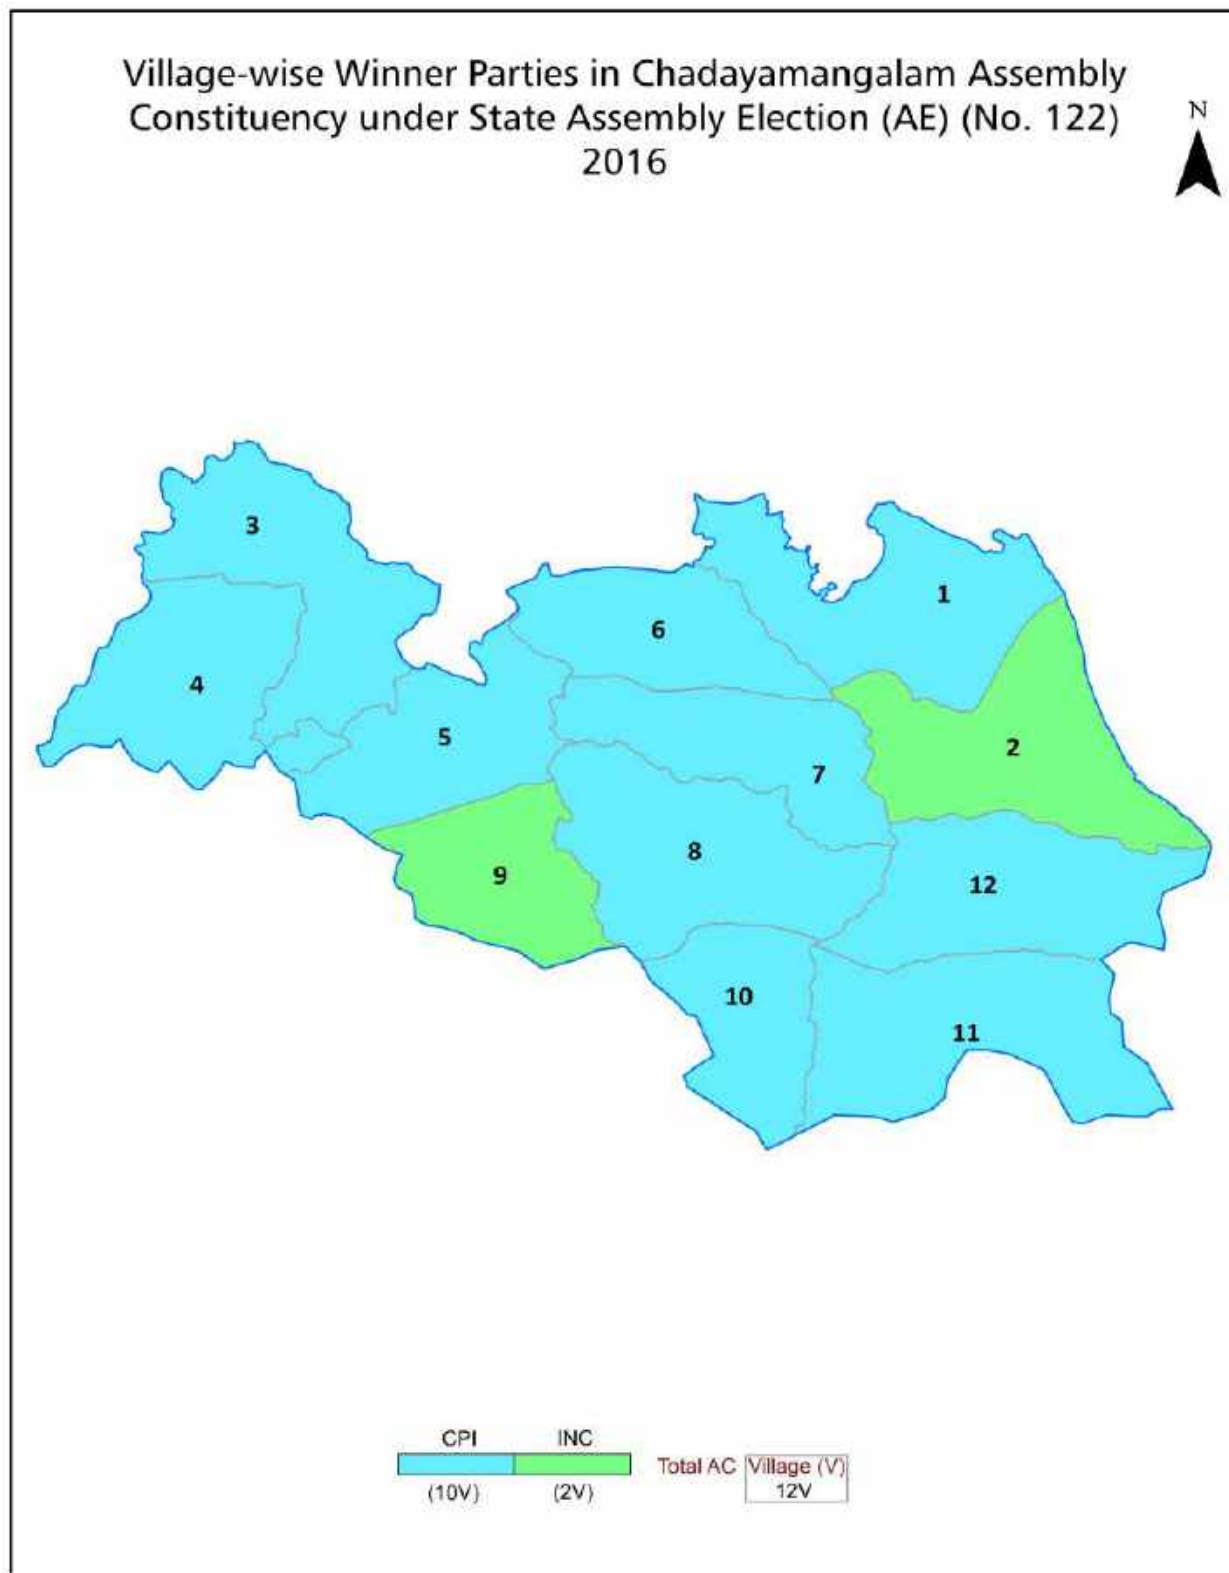 Village-wise Winner Parties in Chadayamangalam Assembly
Constituency under State Assembly Election (AE) (No. 122)
2016
N
3
1
6
4
5
2
7
8
9
12
10
11
CPI INC
Total AC Village (V)
(10V) (2V) 12V